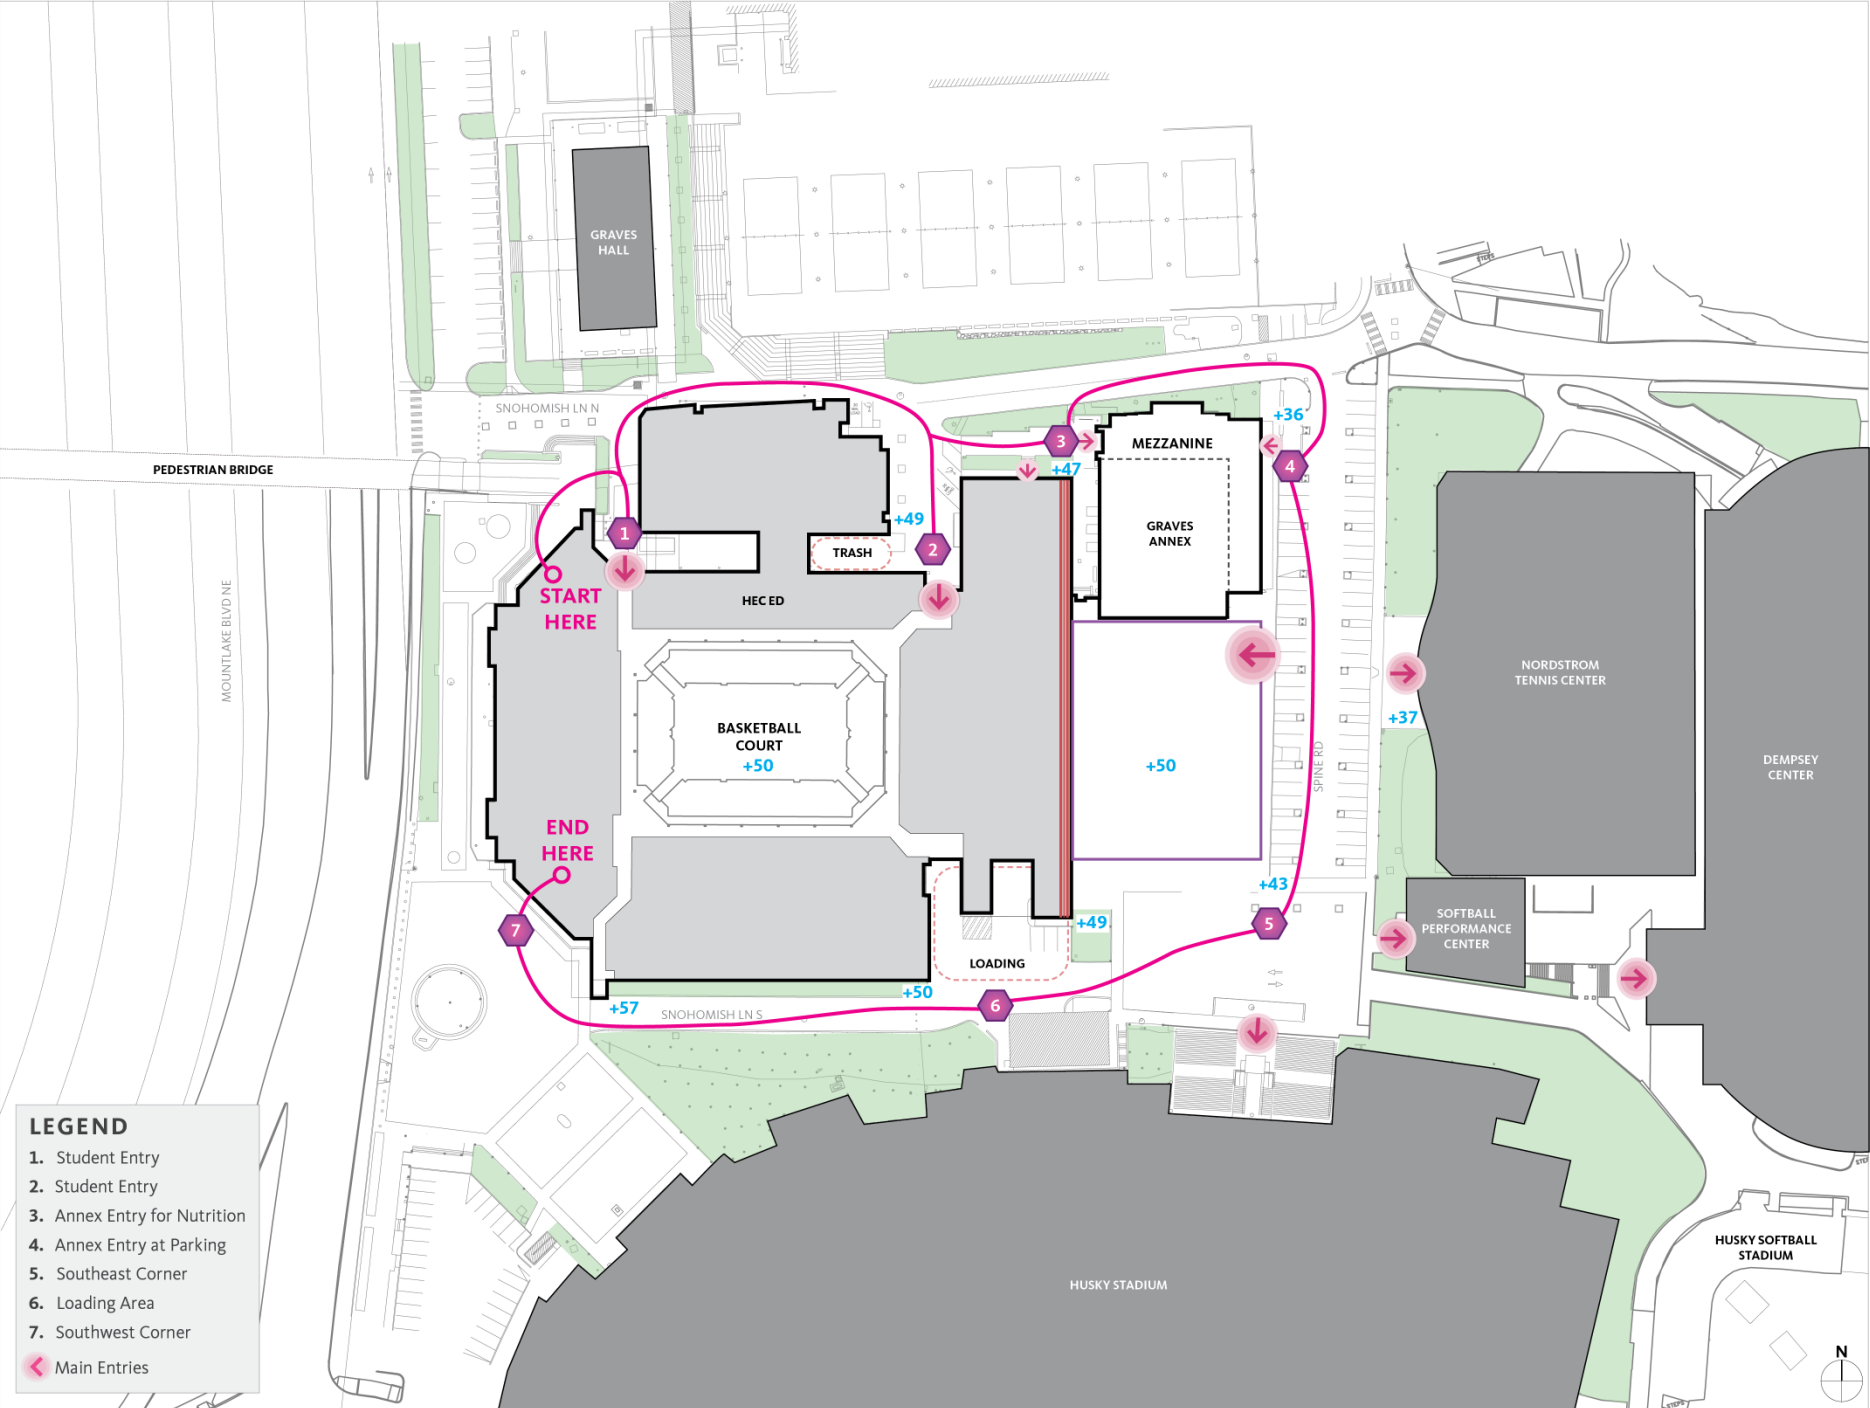 GRAVES
HALL
STEPS
SNOHOMISH LN N
PEDESTRIAN BRIDGE
MOUNTLAKE BLVD NE
1
START
HERE
TRASH
+49
2
HEC ED
3
+47
MEZZANINE
+36
4
GRAVES
ANNEX
BASKETBALL
COURT
+50
+50
SPINE RD
+37
NORDSTROM
TENNIS CENTER
DEMPSEY
CENTER
END
HERE
7
+43
5
+49
LOADING
+50
6
+57
SNOHOMISH LN S
SOFTBALL
PERFORMANCE
CENTER
HUSKY STADIUM
HUSKY SOFTBALL
STADIUM
STEPS
N
LEGEND
1. Student Entry
2. Student Entry
3. Annex Entry for Nutrition
4. Annex Entry at Parking
5. Southeast Corner
6. Loading Area
7. Southwest Corner
Main Entries